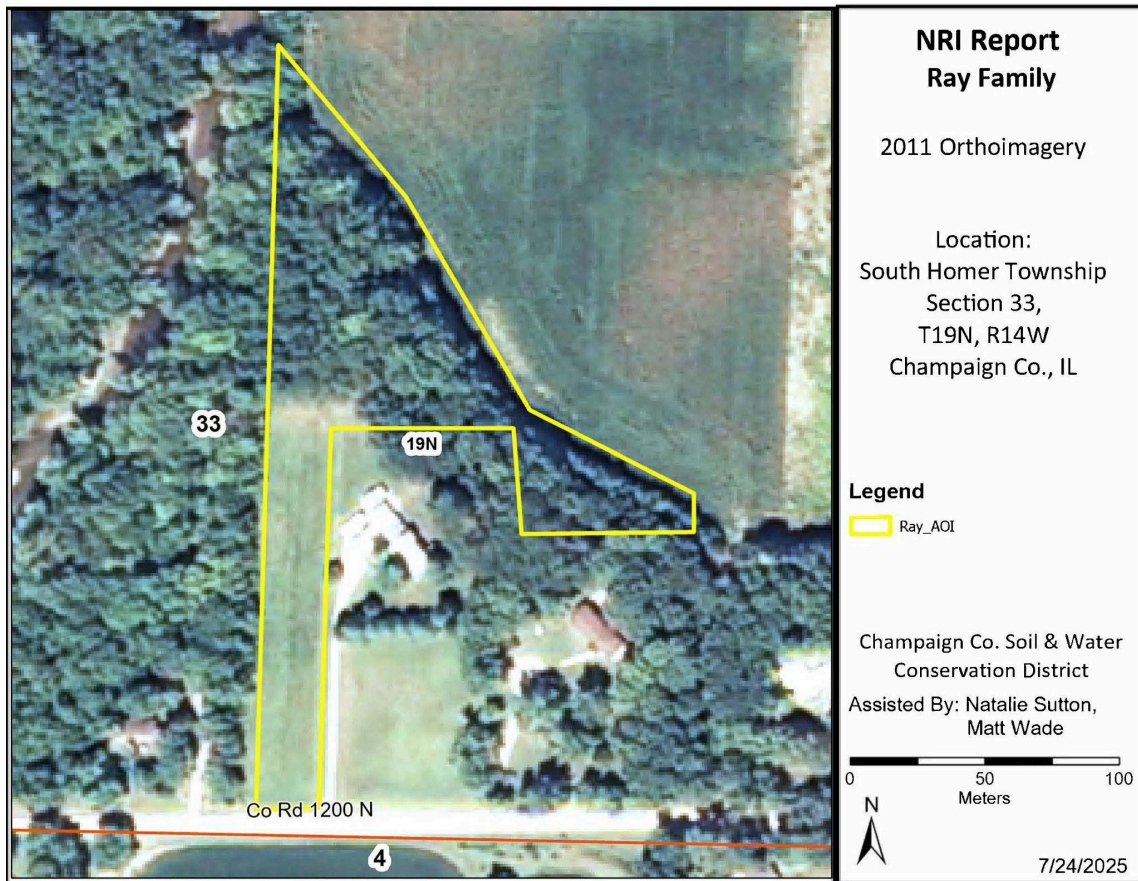 33
19N
Co Rd 1200 N
4
NRI Report
Ray Family
2011 Orthoimagery
Location:
South Homer Township
Section 33,
T19N, R14W
Champaign Co., IL
Legend
Ray_AOI
Champaign Co. Soil & Water
Conservation District
Assisted By: Natalie Sutton,
Matt Wade
0 50 100
Meters
N
7/24/2025